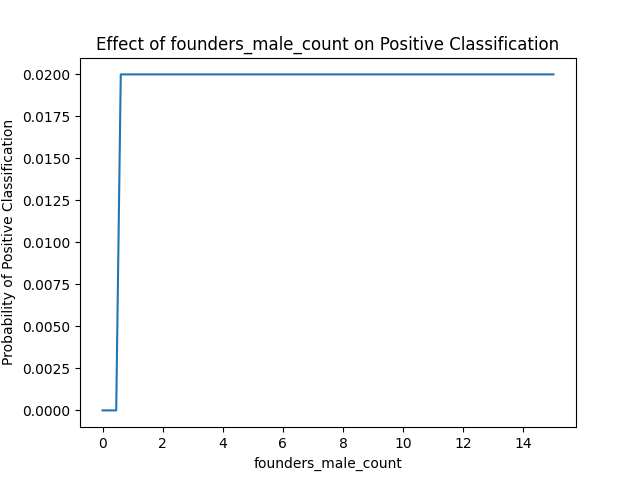 Effect of founders_male_count on Positive Classification
Probability of Positive Classification
0.0200
0.0175
0.0150
0.0125
0.0100
0.0075
0.0050
0.0025
0.0000
0 2 4 6 8 10 12 14
founders_male_count